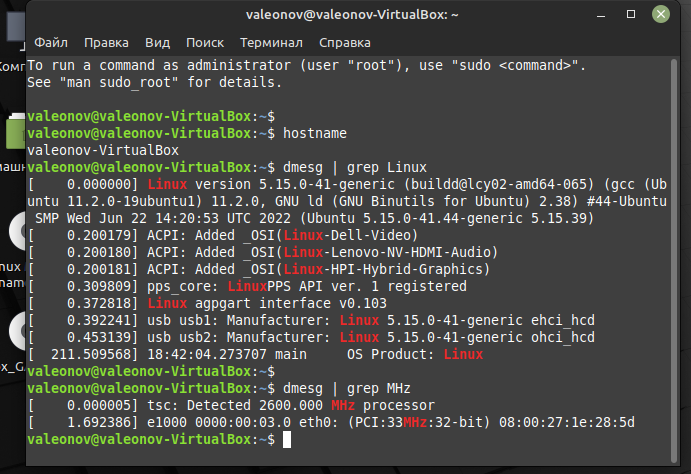 valeonov@valeonov-VirtualBox: ~
Файл Правка Вид Поиск Терминал Справка
To run a command as administrator (user "root"), use "sudo <command>".
See "man sudo_root" for details.
valeonov@valeonov-VirtualBox:~$
valeonov@valeonov-VirtualBox:~$ hostname
valeonov-VirtualBox
valeonov@valeonov-VirtualBox:~$ dmesg | grep Linux
[    0.000000] Linux version 5.15.0-41-generic (buildd@lcy02-amd64-065) (gcc (Ub
untu 11.2.0-19ubuntu1) 11.2.0, GNU ld (GNU Binutils for Ubuntu) 2.38) #44-Ubuntu
 SMP Wed Jun 22 14:20:53 UTC 2022 (Ubuntu 5.15.0-41.44-generic 5.15.39)
[    0.200179] ACPI: Added _OSI(Linux-Dell-Video)
[    0.200180] ACPI: Added _OSI(Linux-Lenovo-NV-HDMI-Audio)
[    0.200181] ACPI: Added _OSI(Linux-HPI-Hybrid-Graphics)
[    0.309809] pps_core: LinuxPPS API ver. 1 registered
[    0.372818] Linux agpgart interface v0.103
[    0.392241] usb usb1: Manufacturer: Linux 5.15.0-41-generic ehci_hcd
[    0.453139] usb usb2: Manufacturer: Linux 5.15.0-41-generic ohci_hcd
[  211.509568] 18:42:04.273707 main     OS Product: Linux
valeonov@valeonov-VirtualBox:~$
valeonov@valeonov-VirtualBox:~$ dmesg | grep MHz
[    0.000005] tsc: Detected 2600.000 MHz processor
[    1.692386] e1000 0000:00:03.0 eth0: (PCI:33MHz:32-bit) 08:00:27:1e:28:5d
valeonov@valeonov-VirtualBox:~$